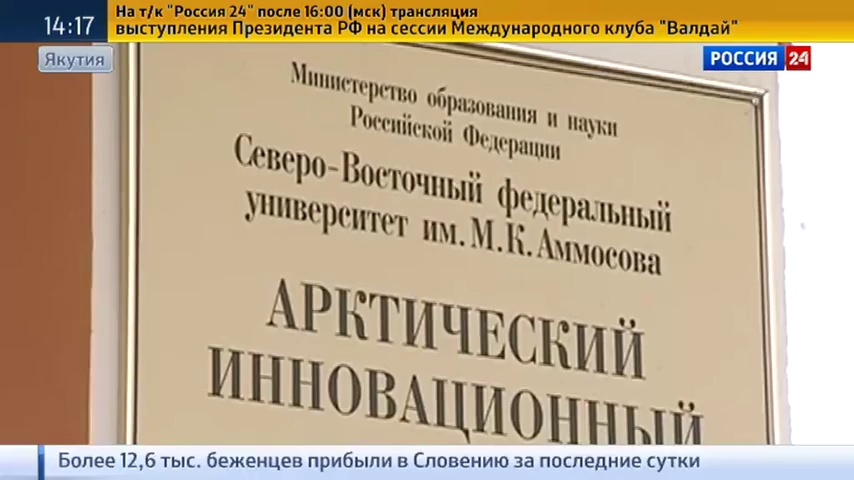 14:17
На т/к "Россия 24" после 16:00 (мск) трансляция
выступления Президента РФ на сессии Международного клуба "Валдай"
Якутия
РОССИЯ 24
Министерство образования и науки
Российской Федерации
Северо-Восточный федеральный
университет им. М.К. Аммосова
АРКТИЧЕСКИЙ
ИННОВАЦИОННЫЙ
Более 12,6 тыс. беженцев прибыли в Словению за последние сутки